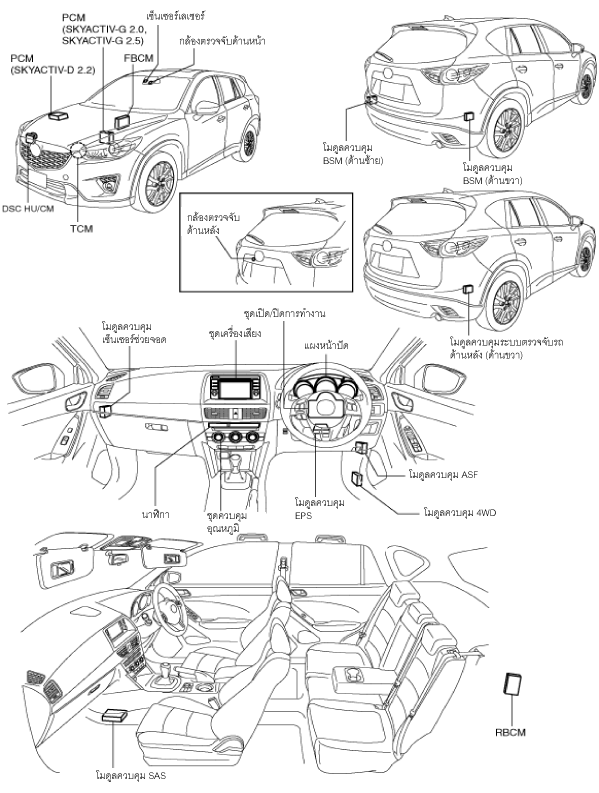 PCM
(SKYACTIV-G 2.0,
SKYACTIV-G 2.5)
เซ็นเซอร์เลเซอร์
กล้องตรวจจับด้านหน้า
PCM
(SKYACTIV-D 2.2)
FBCM
DSC HU/CM
TCM
โมดูลควบคุม
BSM (ด้านซ้าย)
โมดูลควบคุม
BSM (ด้านขวา)
กล้องตรวจจับ
ด้านหลัง
โมดูลควบคุมระบบตรวจจับรถ
ด้านหลัง (ด้านขวา)
โมดูลควบคุม
เซ็นเซอร์ช่วยจอด
ชุดเครื่องเสียง
ชุดเปิด/ปิดการทำงาน
แผงหน้าปัด
นาฬิกา
ชุดควบคุม
อุณหภูมิ
โมดูลควบคุม
EPS
โมดูลควบคุม ASF
โมดูลควบคุม 4WD
โมดูลควบคุม SAS
RBCM